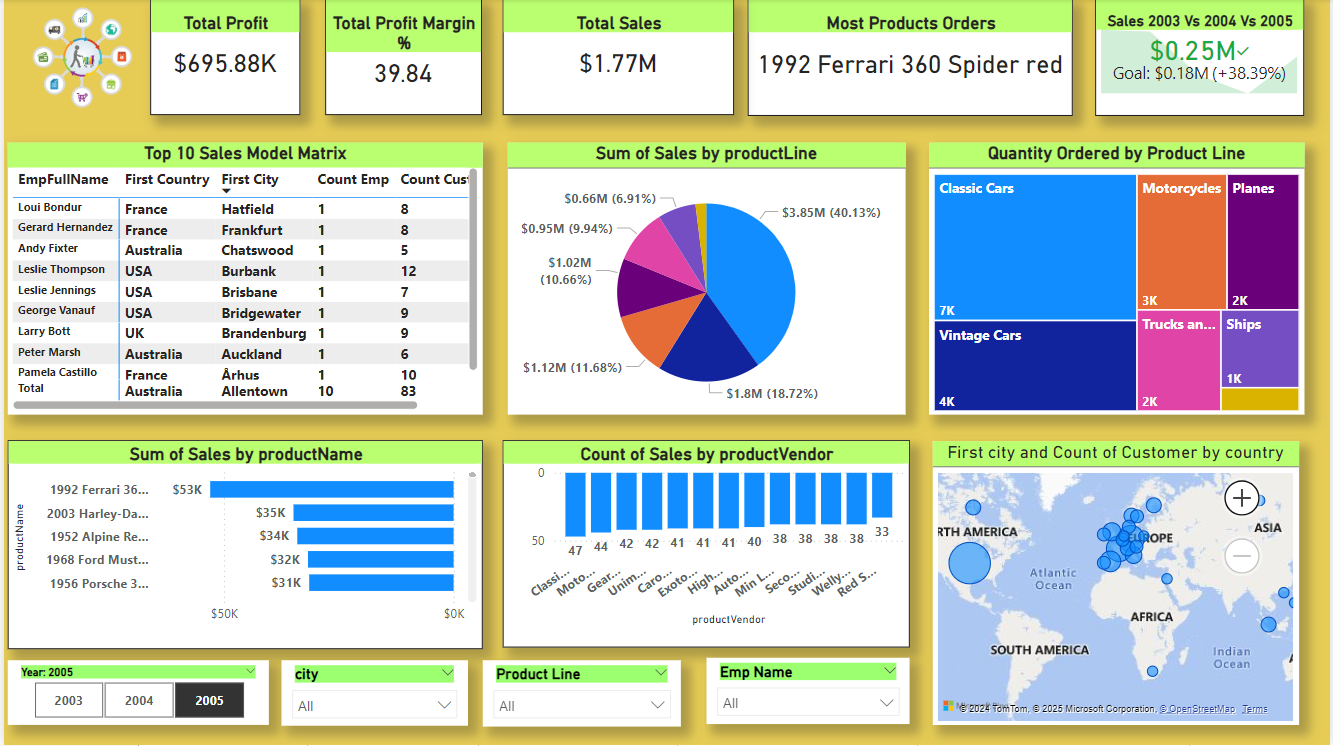 Total Profit
$695.88K
Total Profit Margin
%
39.84
Total Sales
$1.77M
Most Products Orders
1992 Ferrari 360 Spider red
Sales 2003 Vs 2004 Vs 2005
$0.25M
Goal: $0.18M (+38.39%)
Top 10 Sales Model Matrix
EmpFullName First Country First City Count Emp Count Cust
Loui Bondur France Hatfield 1 8
Gerard Hernandez France Frankfurt 1 8
Andy Fixter Australia Chatswood 1 5
Leslie Thompson USA Burbank 1 12
Leslie Jennings USA Brisbane 1 7
George Vanauf USA Bridgewater 1 9
Larry Bott UK Brandenburg 1 9
Peter Marsh Australia Auckland 1 6
Pamela Castillo France Århus 1 10
Total Australia Allentown 10 83
Sum of Sales by productLine
$0.66M (6.91%)
$3.85M (40.13%)
$0.95M (9.94%)
$1.02M
(10.66%)
$1.12M (11.68%)
$1.8M (18.72%)
Quantity Ordered by Product Line
Classic Cars
7K
Vintage Cars
4K
Motorcycles
3K
Planes
2K
Trucks an...
2K
Ships
1K
Sum of Sales by productName
productName
1992 Ferrari 36... $53K
2003 Harley-Da... $35K
1952 Alpine Re... $34K
1968 Ford Must... $32K
1956 Porsche 3... $31K
$50K $0K
Count of Sales by productVendor
0
50
47 44 42 42 41 41 41 40 38 38 38 38 33
Classi... Moto... Gear... Unim... Caro... Exoto... High... Auto... Min L... Seco... Studi... Welly... Red S...
productVendor
First city and Count of Customer by country
RTH AMERICA
EUROPE
ASIA
Atlantic
Ocean
AFRICA
SOUTH AMERICA
Indian
Ocean
A
© 2024 TomTom, © 2025 Microsoft Corporation, © OpenStreetMap Terms
Year: 2005
2003 2004 2005
city
All
Product Line
All
Emp Name
All